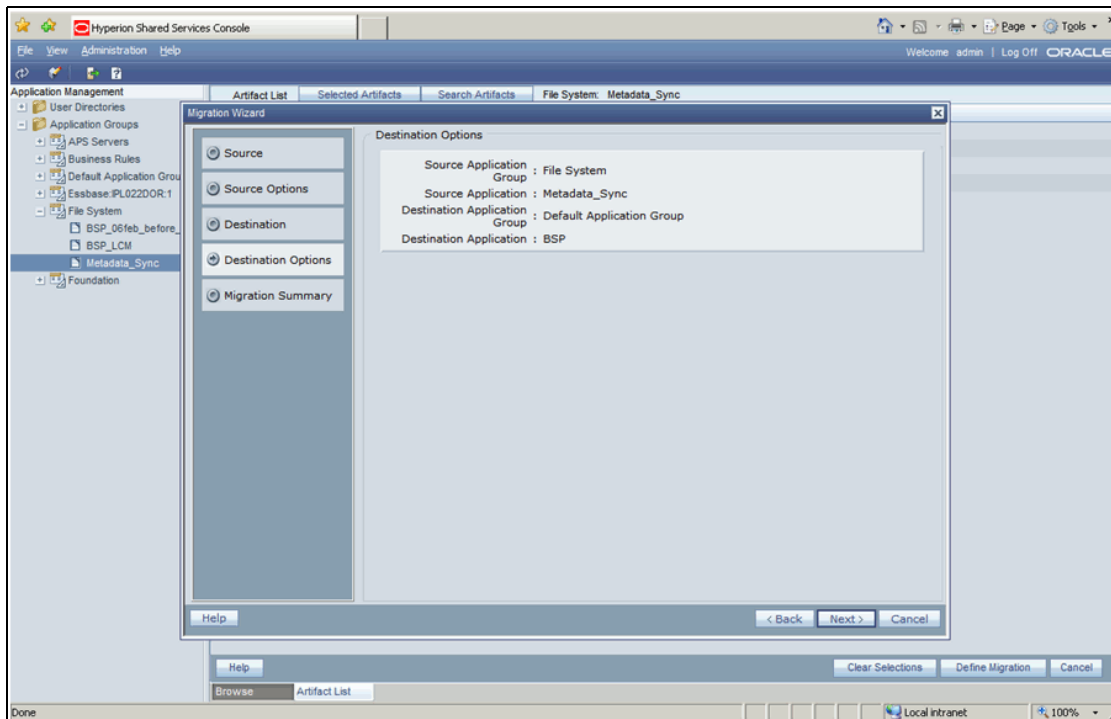 Hyperion Shared Services Console
Page Tools
File View Administration Help
Welcome admin | Log Off ORACLE
Application Management
Artifact List Selected Artifacts Search Artifacts File System: Metadata_Sync
User Directories
Application Groups
APS Servers
Business Rules
Default Application Grou
Essbase:IPL022DOR:1
File System
BSP_06feb_before_
BSP_LCM
Metadata_Sync
Foundation
Migration Wizard
Source
Source Options
Destination
Destination Options
Migration Summary
Destination Options
Source Application Group : File System
Source Application : Metadata_Sync
Destination Application Group : Default Application Group
Destination Application : BSP
Help < Back Next > Cancel
Help Clear Selections Define Migration Cancel
Browse Artifact List
Done Local intranet 100%